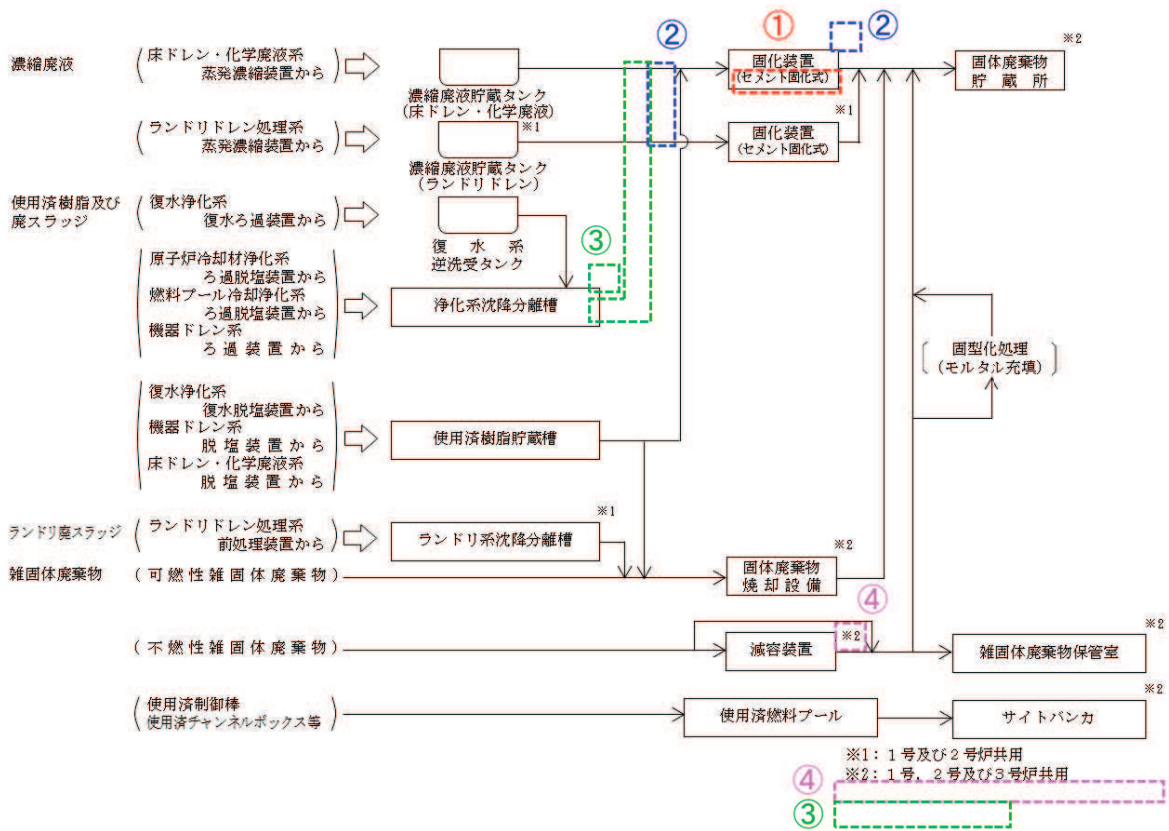 ② ① ②
濃縮廃液
床ドレン・化学廃液系
蒸発濃縮装置から
濃縮廃液貯蔵タンク
(床ドレン・化学廃液)
固化装置
(セメント固化式)
※2
固体廃棄物
貯蔵所
ランドリドレン処理系
蒸発濃縮装置から
※1
濃縮廃液貯蔵タンク
(ランドリドレン)
※1
固化装置
(セメント固化式)
使用済樹脂及び
廃スラッジ
復水浄化系
復水ろ過装置から
復水系
逆洗受タンク
③
原子炉冷却材浄化系
ろ過脱塩装置から
燃料プール冷却浄化系
ろ過脱塩装置から
機器ドレン系
ろ過装置から
浄化系沈降分離槽
固型化処理
(モルタル充填)
復水浄化系
復水脱塩装置から
機器ドレン系
脱塩装置から
床ドレン・化学廃液系
脱塩装置から
使用済樹脂貯蔵槽
ランドリ廃スラッジ
ランドリドレン処理系
前処理装置から
※1
ランドリ系沈降分離槽
雑固体廃棄物
(可燃性雑固体廃棄物)
※2
固体廃棄物
焼却設備
④
(不燃性雑固体廃棄物)
減容装置
※2
※2
雑固体廃棄物保管室
使用済制御棒
使用済チャンネルボックス等
使用済燃料プール
※2
サイトバンカ
※1：1号及び2号炉共用
※2：1号，2号及び3号炉共用
④
③